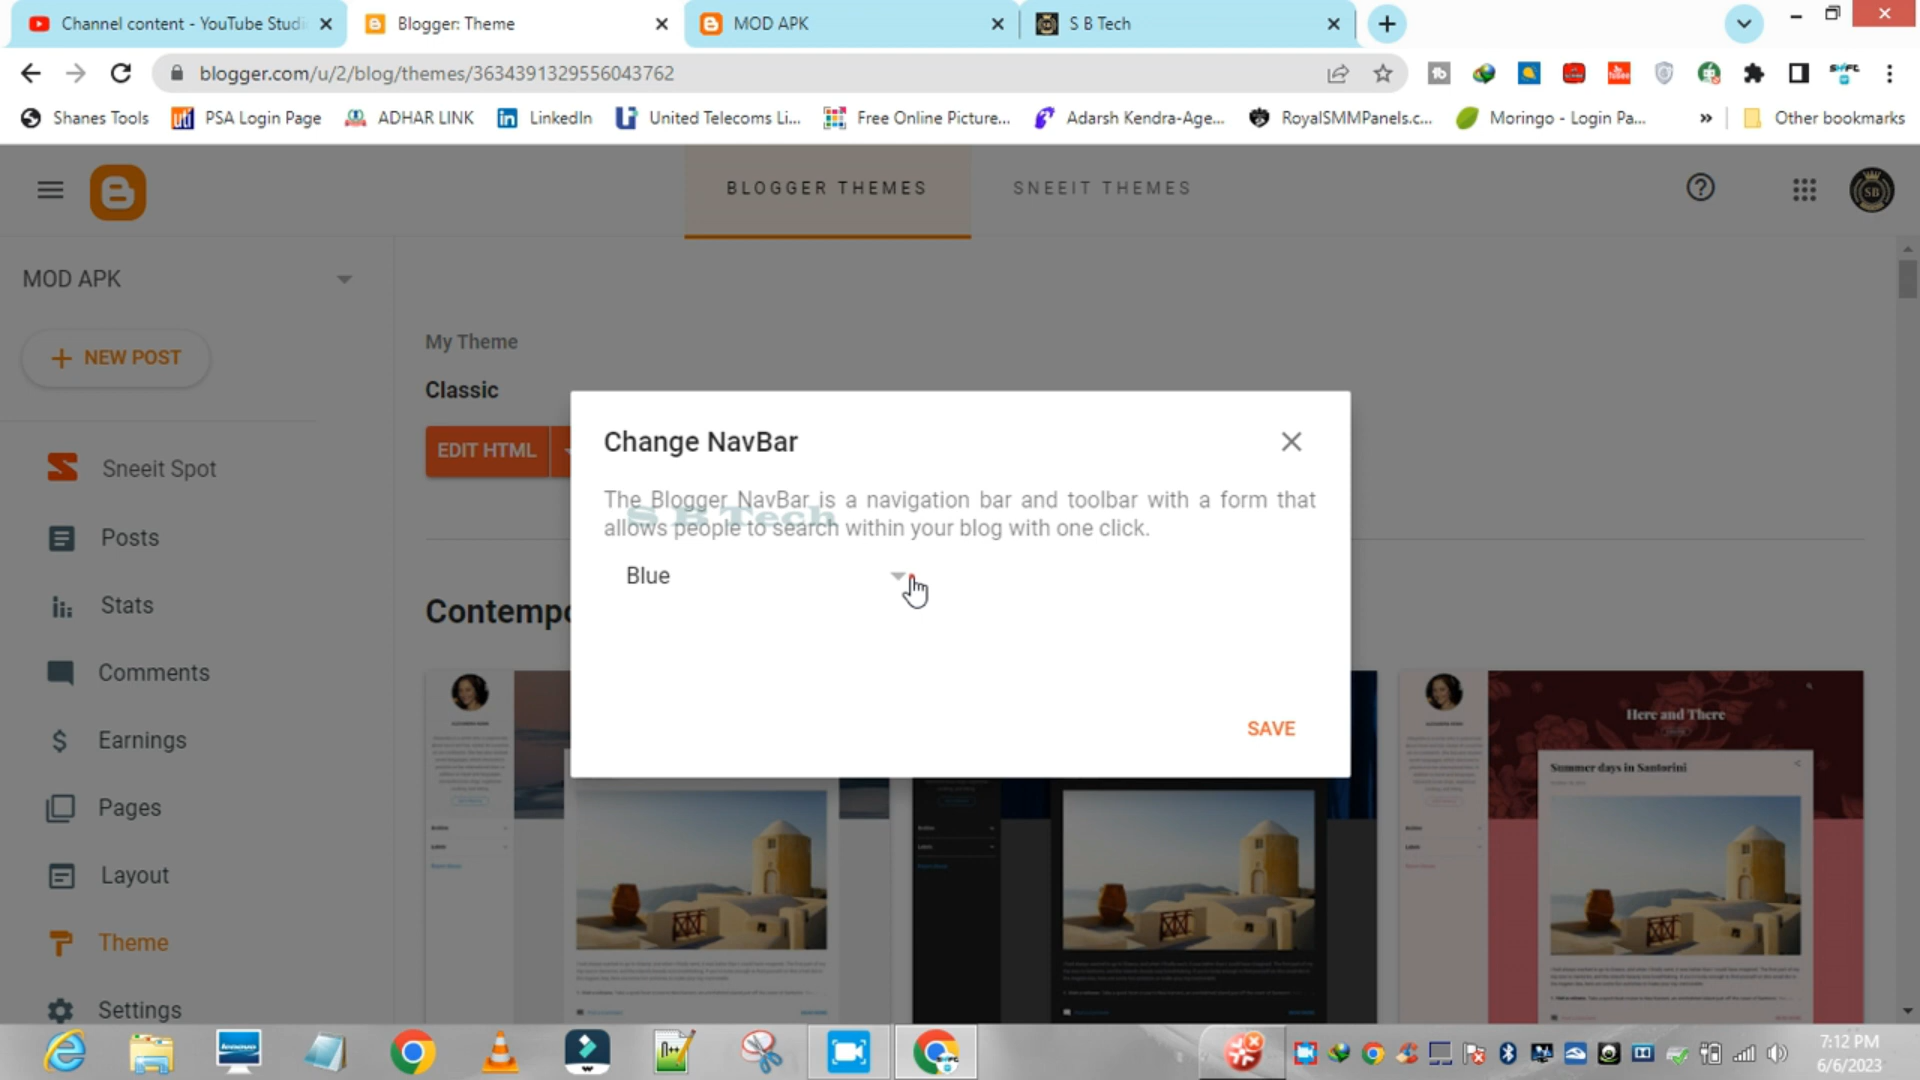 Channel content - YouTube Studi
Blogger: Theme
MOD APK
S B Tech
blogger.com/u/2/blog/themes/3634391329556043762
Shanes Tools
PSA Login Page
ADHAR LINK
LinkedIn
United Telecoms Li...
Free Online Picture...
Adarsh Kendra-Age...
RoyalSMMPanels.c...
Moringo - Login Pa...
Other bookmarks
BLOGGER THEMES
SNEEIT THEMES
MOD APK
NEW POST
Sneeit Spot
Posts
Stats
Comments
Earnings
Pages
Layout
Theme
Settings
My Theme
Classic
EDIT HTML
Contempo
Change NavBar
The Blogger NavBar is a navigation bar and toolbar with a form that
allows people to search within your blog with one click.
S B Tech
Blue
SAVE
Here and There
Summer days in Santorini
7:12 PM
6/6/2023